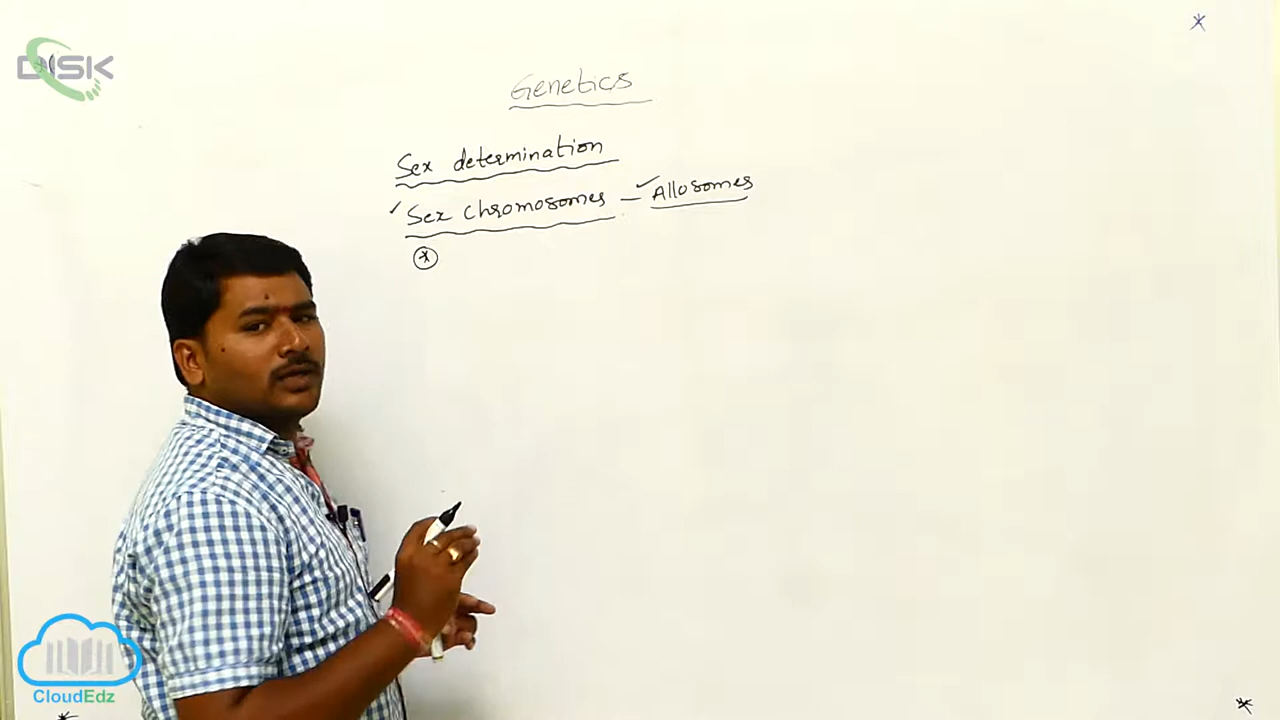 DISK
Genetics
Sex determination
✓ Sex chromosomes – ✓ Allosomes
CloudEdz